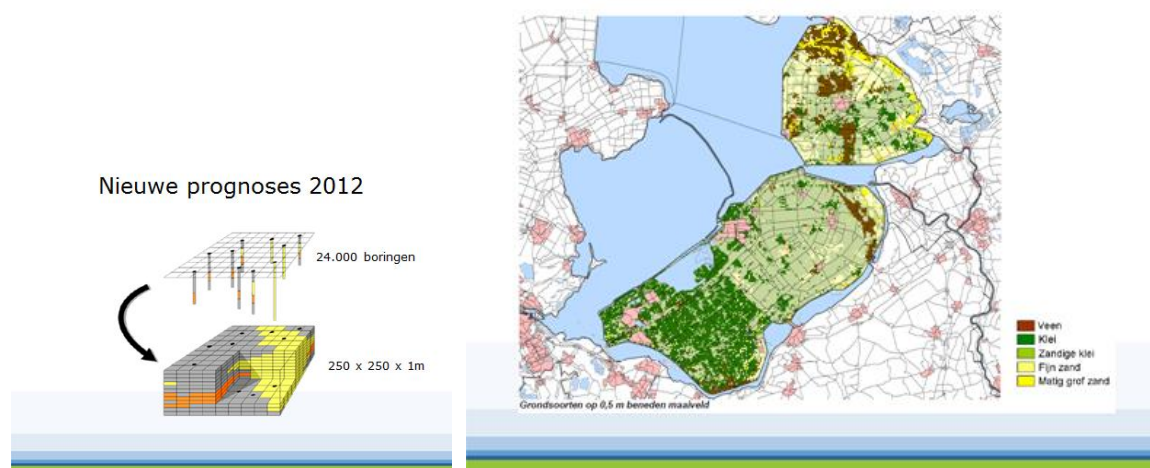 Nieuwe prognoses 2012
24.000 boringen
250 x 250 x 1m
Veen
Klei
Zandige klei
Fijn zand
Matig grof zand
Grondsoorten op 0,5 m beneden maaiveld